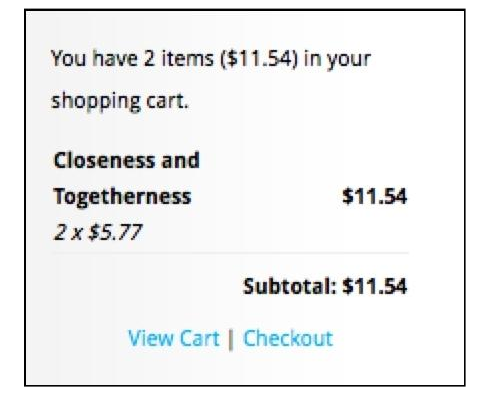 You have 2 items ($11.54) in your
shopping cart.
Closeness and
Togetherness $11.54
2 x $5.77
Subtotal: $11.54
View Cart | Checkout